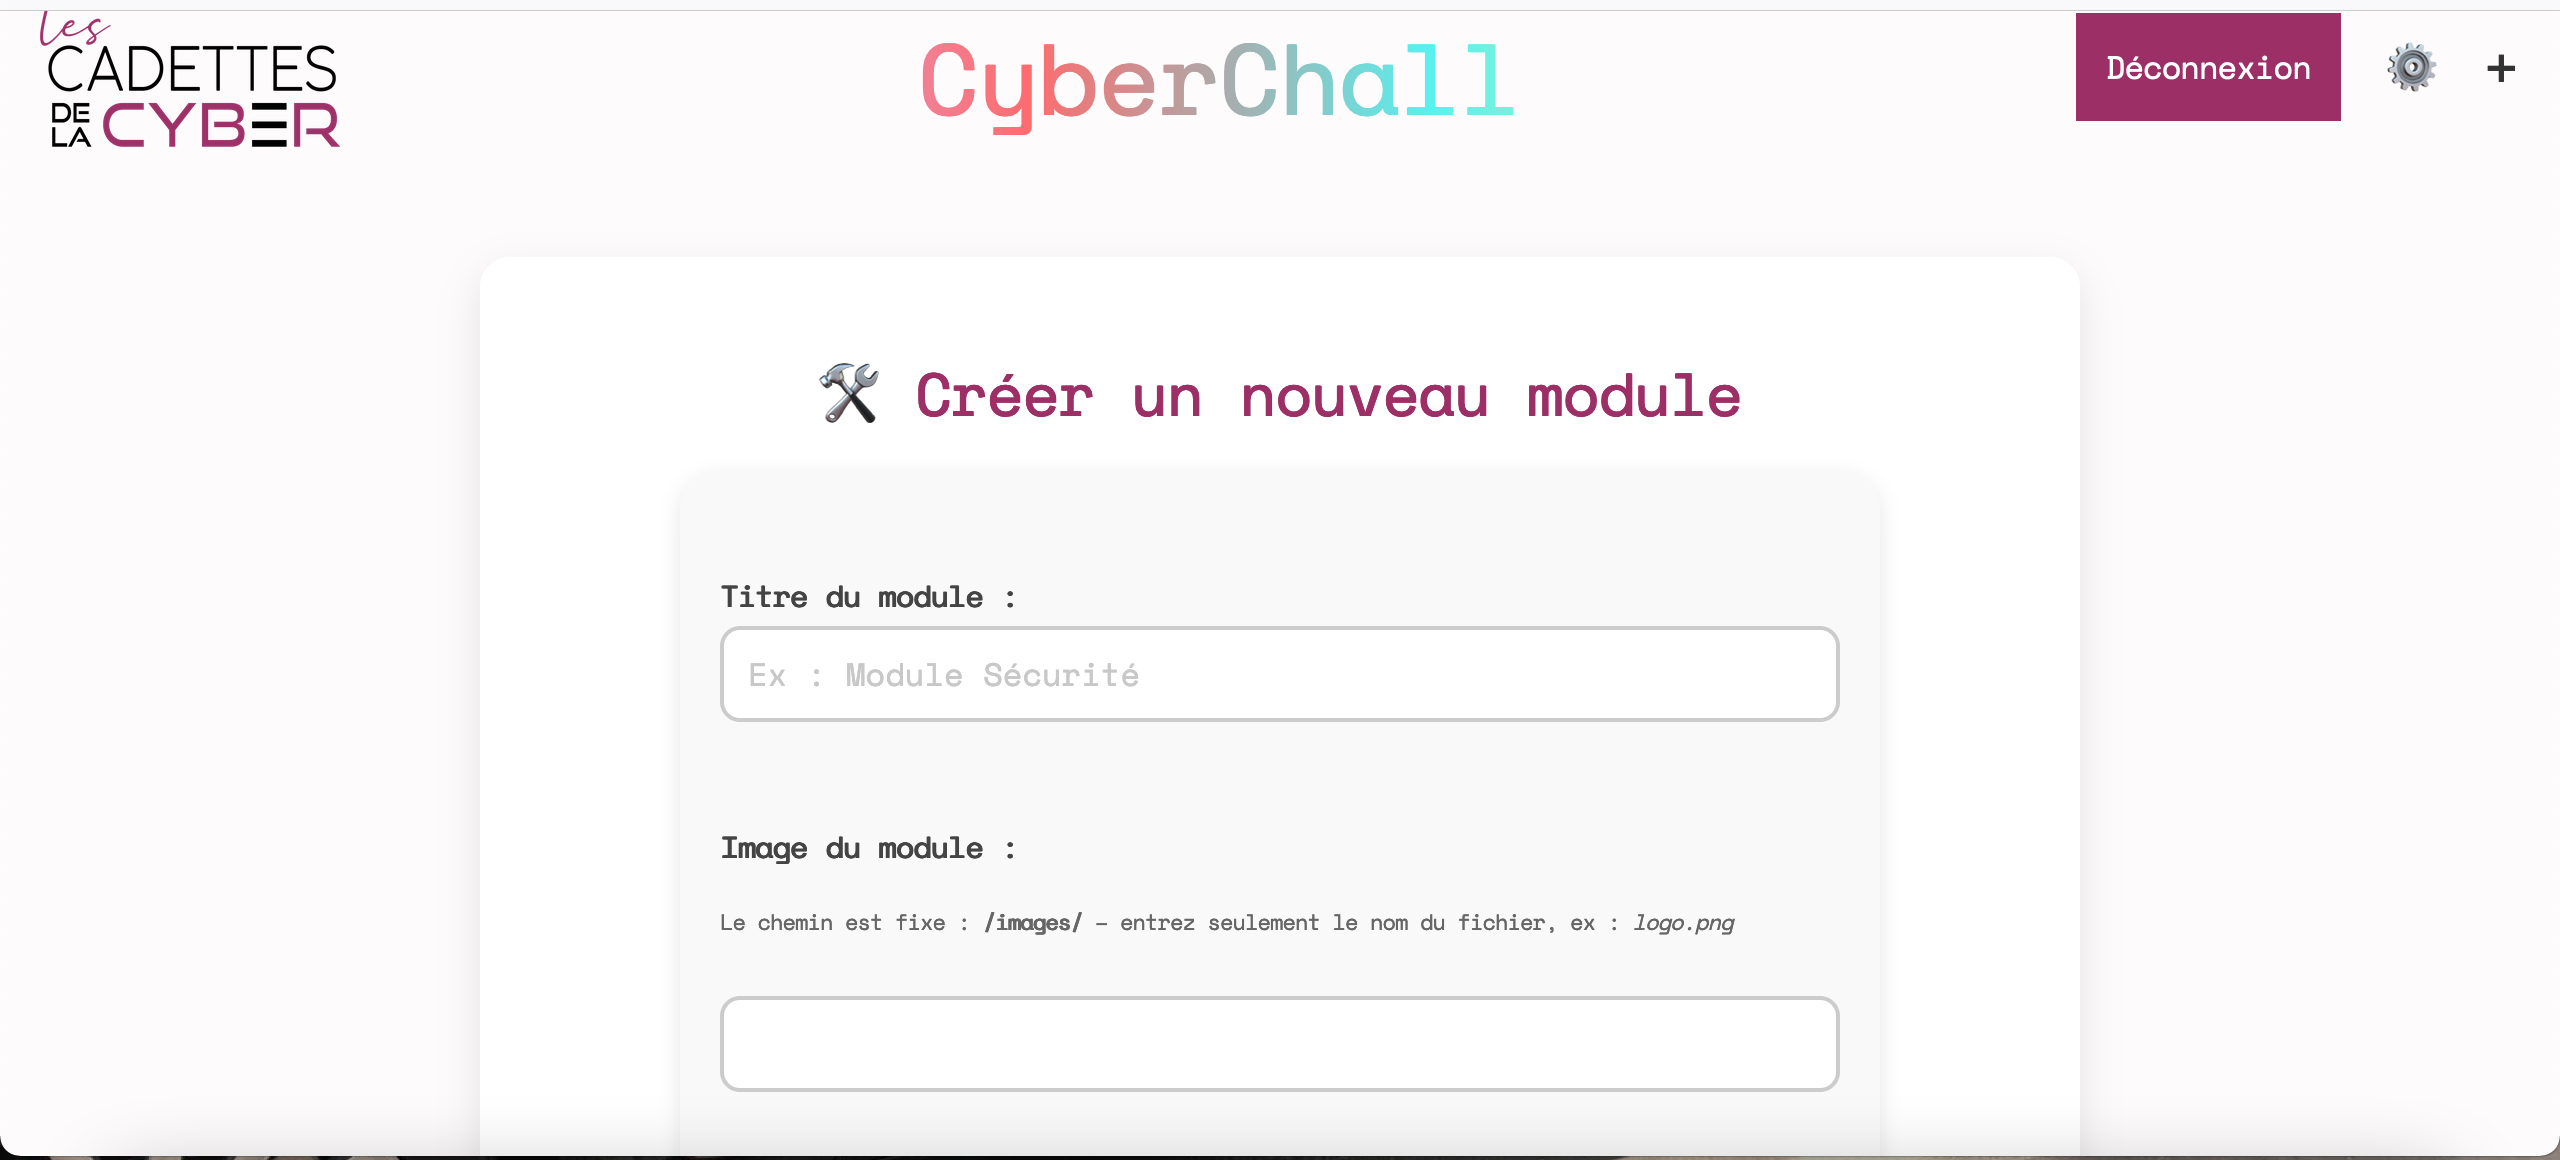 les
CADETTES
DE
LA CYBER
CyberChall
Déconnexion
+
Créer un nouveau module
Titre du module :
Ex : Module Sécurité
Image du module :
Le chemin est fixe : /images/ – entrez seulement le nom du fichier, ex : logo.png